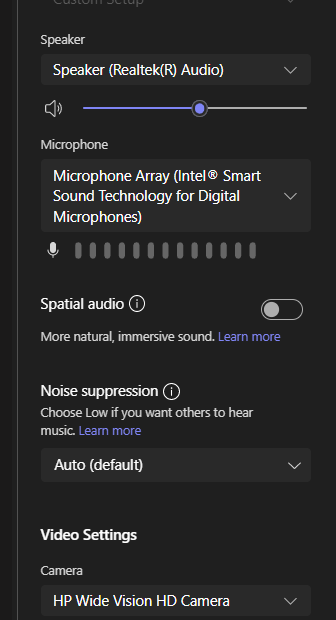 Custom Setup
Speaker
Speaker (Realtek(R) Audio)
Microphone
Microphone Array (Intel® Smart
Sound Technology for Digital
Microphones)
Spatial audio
More natural, immersive sound. Learn more
Noise suppression
Choose Low if you want others to hear
music. Learn more
Auto (default)
Video Settings
Camera
HP Wide Vision HD Camera